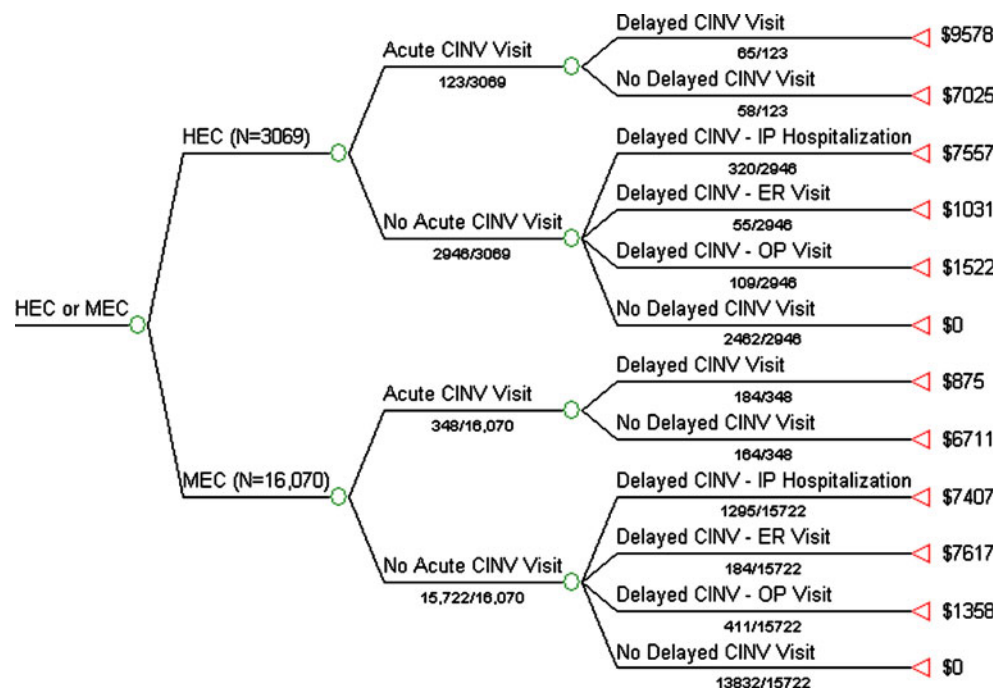 HEC or MEC
HEC (N=3069)
Acute CINV Visit
123/3069
Delayed CINV Visit
65/123
$9578
No Delayed CINV Visit
58/123
$7025
No Acute CINV Visit
2946/3069
Delayed CINV - IP Hospitalization
320/2946
$7557
Delayed CINV - ER Visit
55/2946
$1031
Delayed CINV - OP Visit
109/2946
$1522
No Delayed CINV Visit
2462/2946
$0
MEC (N=16,070)
Acute CINV Visit
348/16,070
Delayed CINV Visit
184/348
$875
No Delayed CINV Visit
164/348
$6711
No Acute CINV Visit
15,722/16,070
Delayed CINV - IP Hospitalization
1295/15722
$7407
Delayed CINV - ER Visit
184/15722
$7617
Delayed CINV - OP Visit
411/15722
$1358
No Delayed CINV Visit
13832/15722
$0